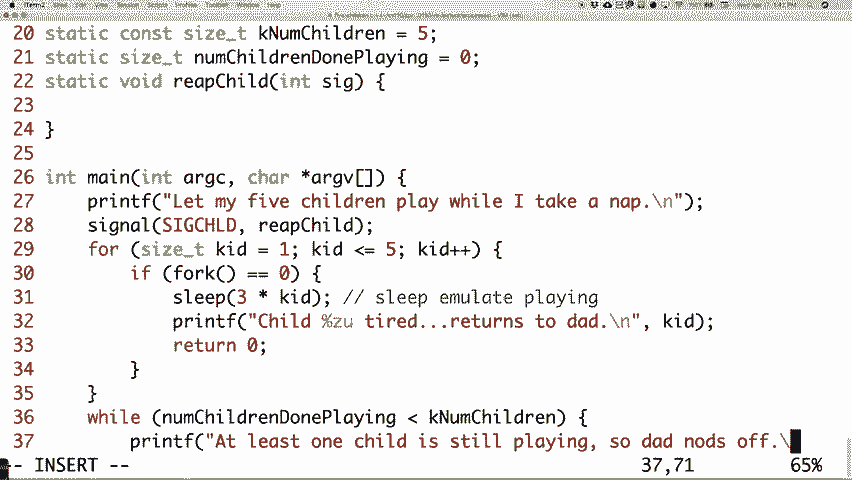 20 static const size_t kNumChildren = 5;
21 static size_t numChildrenDonePlaying = 0;
22 static void reapChild(int sig) {
23
24 }
25
26 int main(int argc, char *argv[]) {
27     printf("Let my five children play while I take a nap.\n");
28     signal(SIGCHLD, reapChild);
29     for (size_t kid = 1; kid <= 5; kid++) {
30         if (fork() == 0) {
31             sleep(3 * kid); // sleep emulate playing
32             printf("Child %zu tired...returns to dad.\n", kid);
33             return 0;
34         }
35     }
36     while (numChildrenDonePlaying < kNumChildren) {
37         printf("At least one child is still playing, so dad nods off.\
-- INSERT -- 37,71 65%